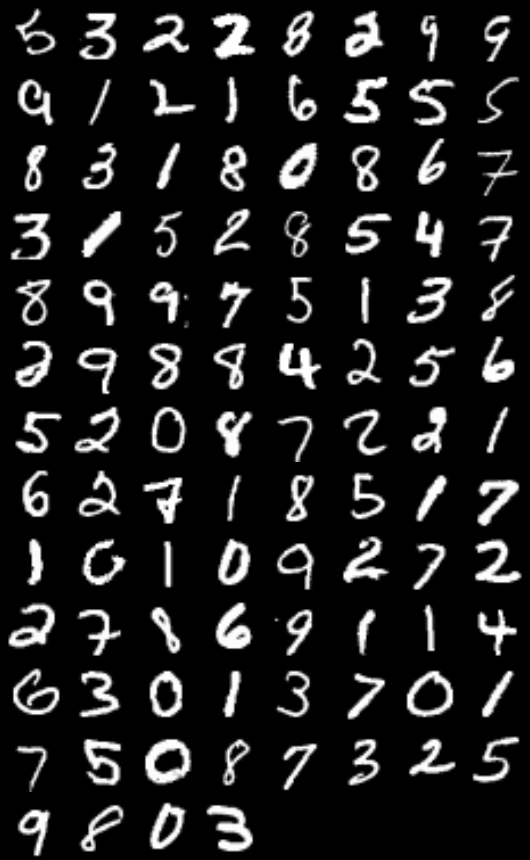 5 3 2 2 8 2 9 9
9 1 2 1 6 5 5 5
8 3 1 8 0 8 6 7
3 1 5 2 8 5 4 7
8 9 9 7 5 1 3 8
2 9 8 8 4 2 5 6
5 2 0 8 7 2 2 1
6 2 7 1 8 5 1 7
1 0 1 0 9 2 7 2
2 7 8 6 9 1 1 4
6 3 0 1 3 7 0 1
7 5 0 8 7 3 2 5
9 8 0 3